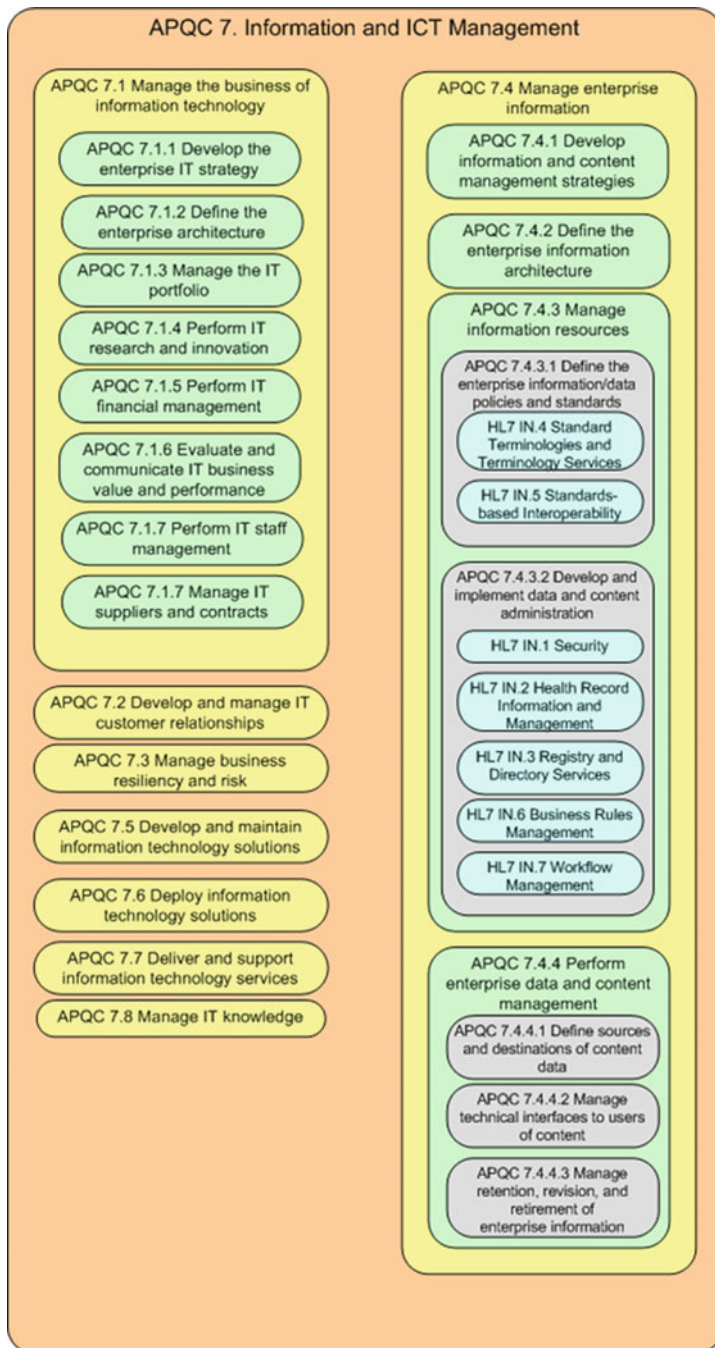 APQC 7. Information and ICT Management
APQC 7.1 Manage the business of
information technology
APQC 7.1.1 Develop the
enterprise IT strategy
APQC 7.1.2 Define the
enterprise architecture
APQC 7.1.3 Manage the IT
portfolio
APQC 7.1.4 Perform IT
research and innovation
APQC 7.1.5 Perform IT
financial management
APQC 7.1.6 Evaluate and
communicate IT business
value and performance
APQC 7.1.7 Perform IT staff
management
APQC 7.1.7 Manage IT
suppliers and contracts
APQC 7.2 Develop and manage IT
customer relationships
APQC 7.3 Manage business
resiliency and risk
APQC 7.5 Develop and maintain
information technology solutions
APQC 7.6 Deploy information
technology solutions
APQC 7.7 Deliver and support
information technology services
APQC 7.8 Manage IT knowledge
APQC 7.4 Manage enterprise
information
APQC 7.4.1 Develop
information and content
management strategies
APQC 7.4.2 Define the
enterprise information
architecture
APQC 7.4.3 Manage
information resources
APQC 7.4.3.1 Define the
enterprise information/data
policies and standards
HL7 IN.4 Standard
Terminologies and
Terminology Services
HL7 IN.5 Standards-
based Interoperability
APQC 7.4.3.2 Develop and
implement data and content
administration
HL7 IN.1 Security
HL7 IN.2 Health Record
Information and
Management
HL7 IN.3 Registry and
Directory Services
HL7 IN.6 Business Rules
Management
HL7 IN.7 Workflow
Management
APQC 7.4.4 Perform
enterprise data and content
management
APQC 7.4.4.1 Define sources
and destinations of content
data
APQC 7.4.4.2 Manage
technical interfaces to users
of content
APQC 7.4.4.3 Manage
retention, revision, and
retirement of
enterprise information